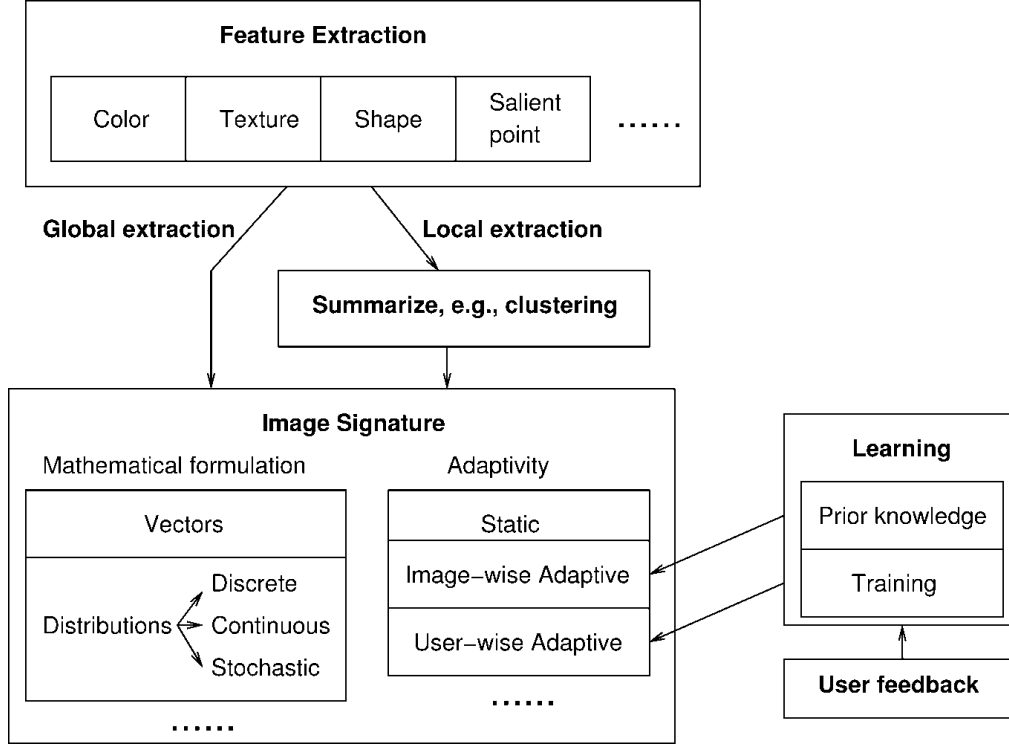 Feature Extraction
Color
Texture
Shape
Salient
point
......
Global extraction
Local extraction
Summarize, e.g., clustering
Image Signature
Mathematical formulation
Adaptivity
Vectors
Distributions
Discrete
Continuous
Stochastic
......
Static
Image−wise Adaptive
User−wise Adaptive
......
Learning
Prior knowledge
Training
User feedback